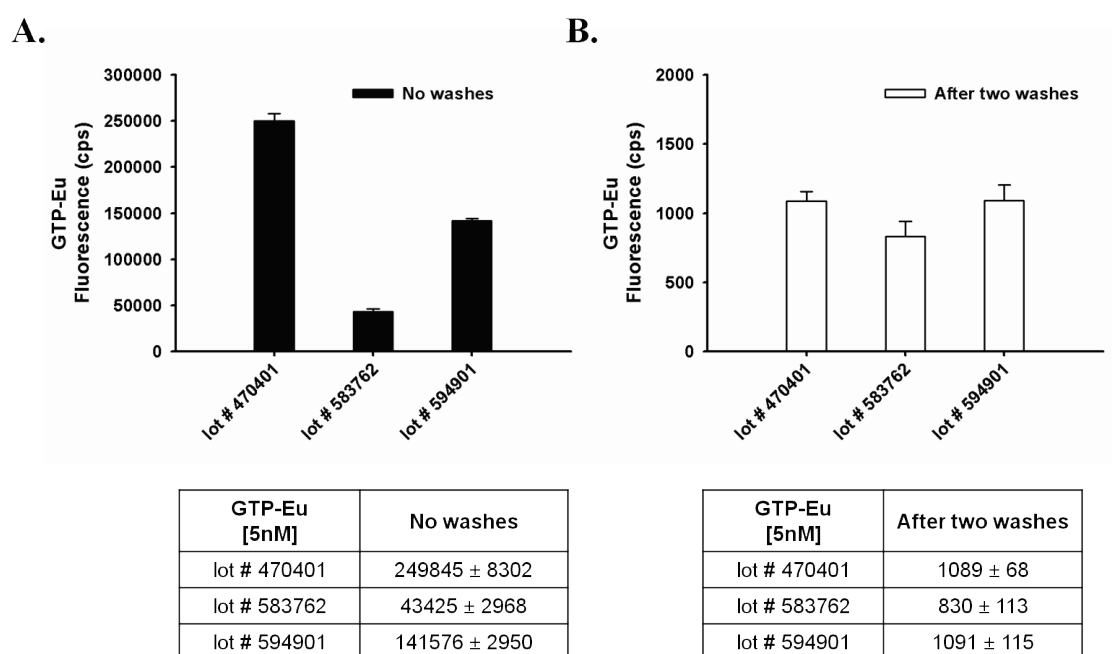 A.
GTP-Eu
Fluorescence (cps)
300000
250000
200000
150000
100000
50000
0
No washes
lot # 470401
lot # 583762
lot # 594901
B.
GTP-Eu
Fluorescence (cps)
2000
1500
1000
500
0
After two washes
lot # 470401
lot # 583762
lot # 594901
GTP-Eu
[5nM]
No washes
lot # 470401 249845 ± 8302
lot # 583762 43425 ± 2968
lot # 594901 141576 ± 2950
GTP-Eu
[5nM]
After two washes
lot # 470401 1089 ± 68
lot # 583762 830 ± 113
lot # 594901 1091 ± 115